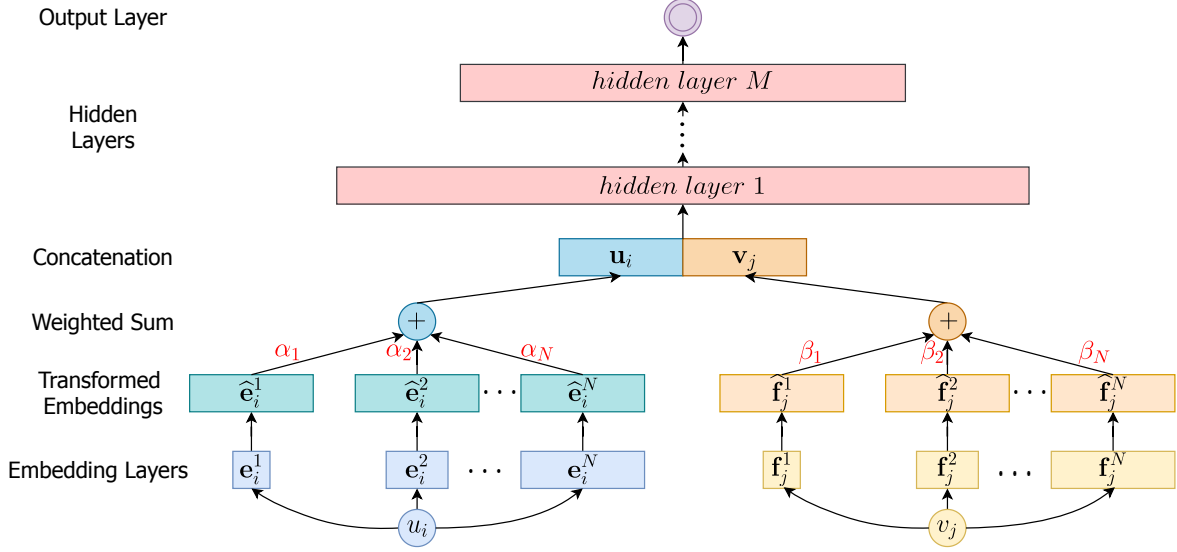 Output Layer
hidden layer M
Hidden
Layers
hidden layer 1
Concatenation
u_i v_j
Weighted Sum
+ +
α_1 α_2 α_N β_1 β_2 β_N
Transformed
Embeddings
ê_i^1 ê_i^2 ··· ê_i^N f̂_j^1 f̂_j^2 ··· f̂_j^N
Embedding Layers
e_i^1 e_i^2 ··· e_i^N f_j^1 f_j^2 ··· f_j^N
u_i v_j